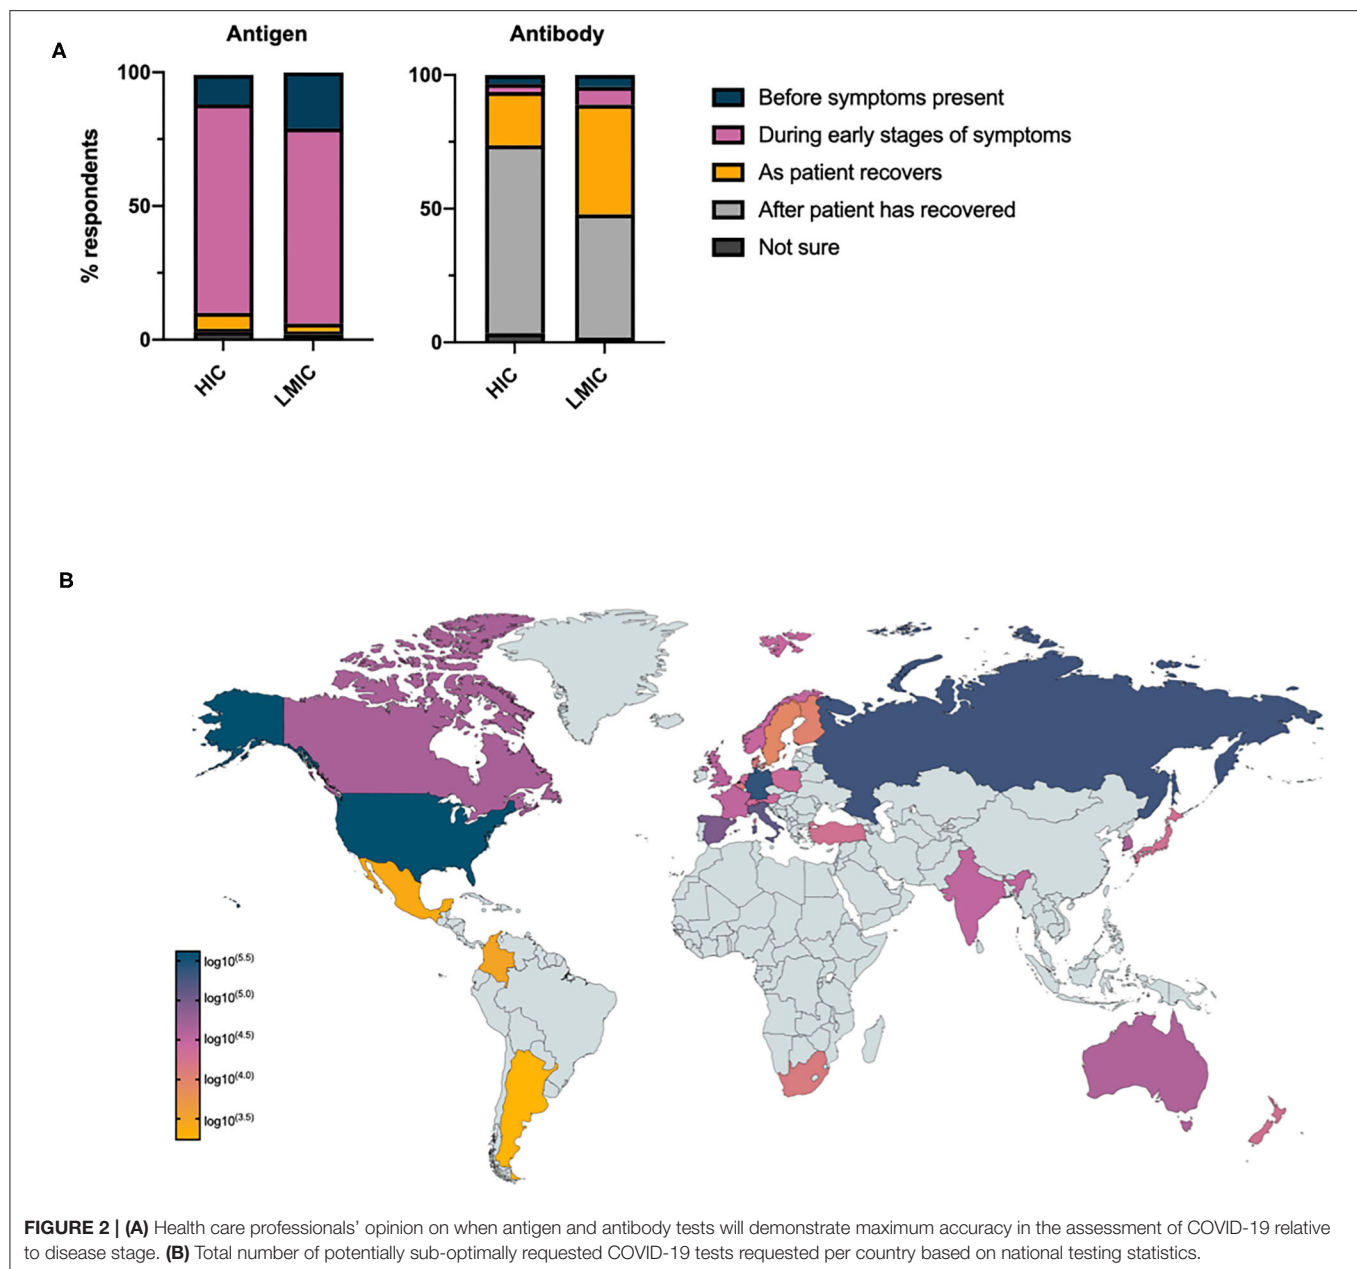 A
Antigen
Antibody
% respondents
100
50
0
HIC
LMIC
100
50
0
HIC
LMIC
Before symptoms present
During early stages of symptoms
As patient recovers
After patient has recovered
Not sure
B
log10(5.5)
log10(5.0)
log10(4.5)
log10(4.0)
log10(3.5)
FIGURE 2 | (A) Health care professionals’ opinion on when antigen and antibody tests will demonstrate maximum accuracy in the assessment of COVID-19 relative
to disease stage. (B) Total number of potentially sub-optimally requested COVID-19 tests requested per country based on national testing statistics.